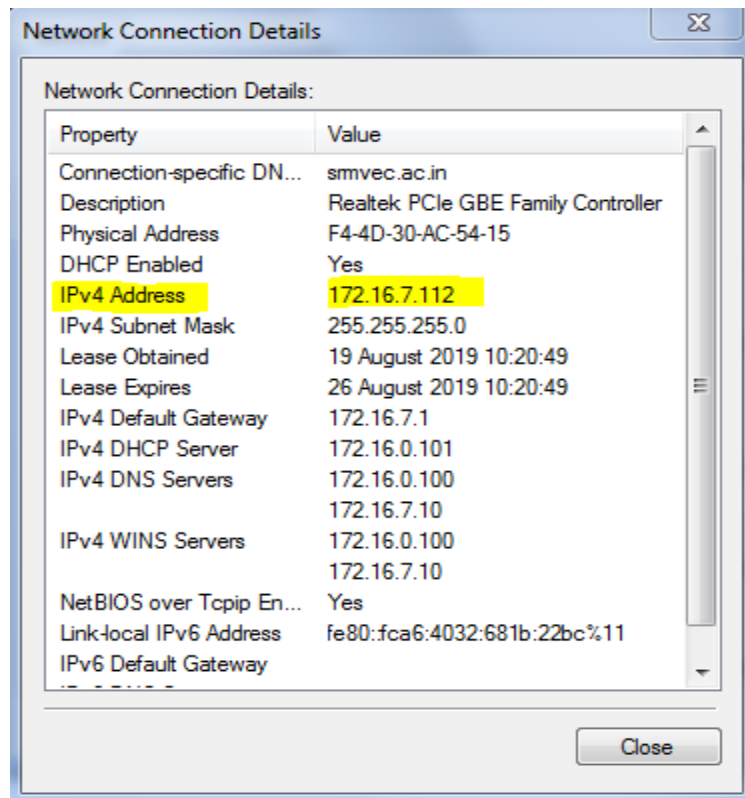 Network Connection Details
Network Connection Details:
Property Value
Connection-specific DN... srmvec.ac.in
Description Realtek PCIe GBE Family Controller
Physical Address F4-4D-30-AC-54-15
DHCP Enabled Yes
IPv4 Address 172.16.7.112
IPv4 Subnet Mask 255.255.255.0
Lease Obtained 19 August 2019 10:20:49
Lease Expires 26 August 2019 10:20:49
IPv4 Default Gateway 172.16.7.1
IPv4 DHCP Server 172.16.0.101
IPv4 DNS Servers 172.16.0.100
172.16.7.10
IPv4 WINS Servers 172.16.0.100
172.16.7.10
NetBIOS over Tcpip En... Yes
Link-local IPv6 Address fe80::fca6:4032:681b:22bc%11
IPv6 Default Gateway
Close